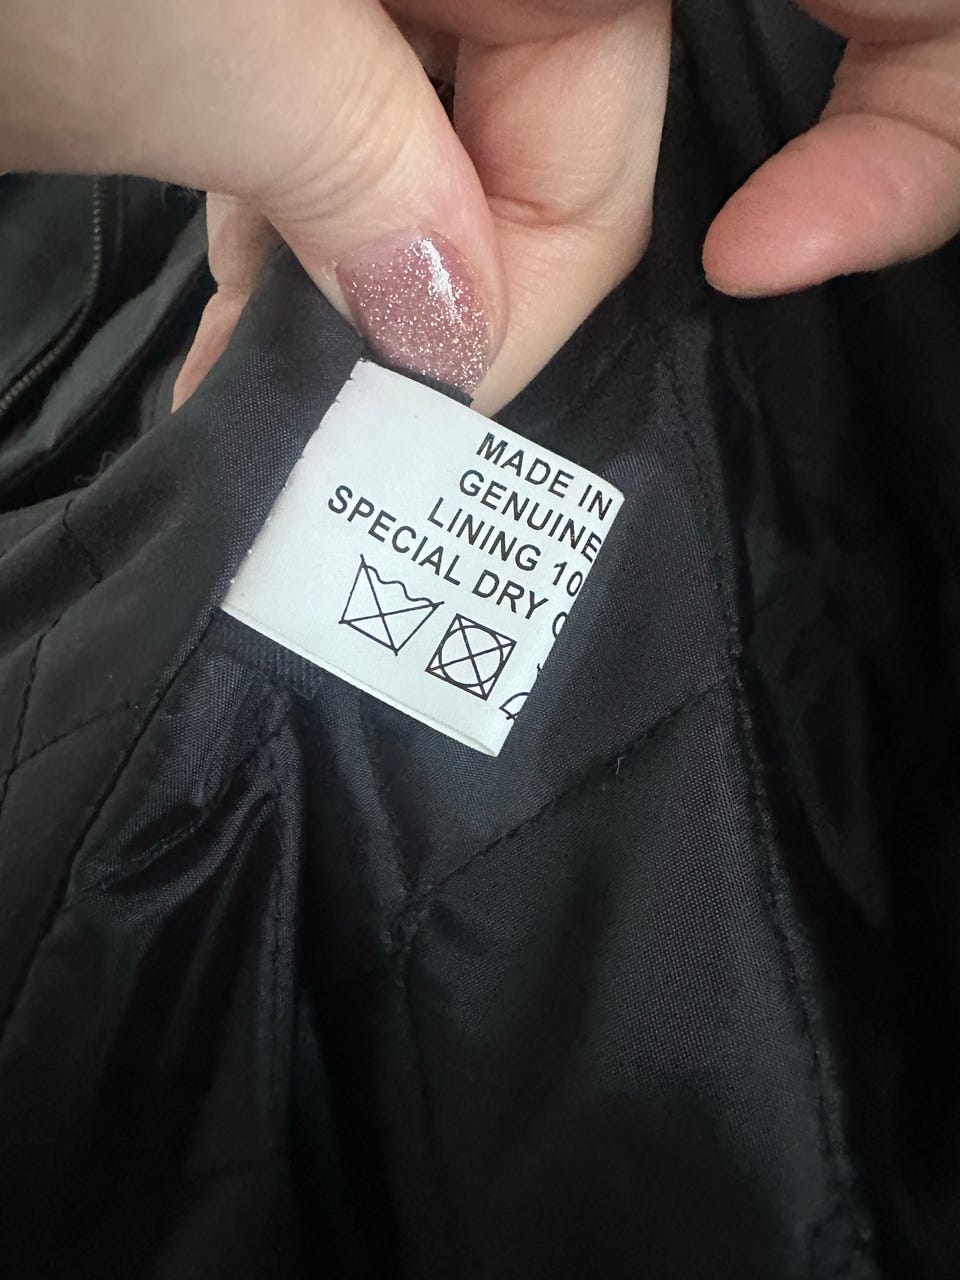 MADE IN
GENUINE
LINING 10
SPECIAL DRY